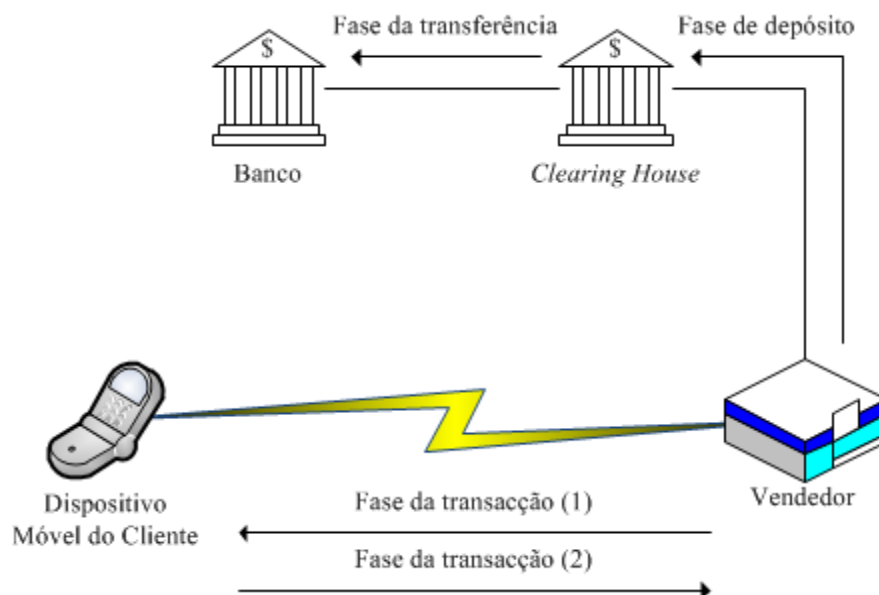 Fase da transferência
Fase de depósito
$
$
Banco
Clearing House
Dispositivo
Móvel do Cliente
Fase da transacção (1)
Fase da transacção (2)
Vendedor